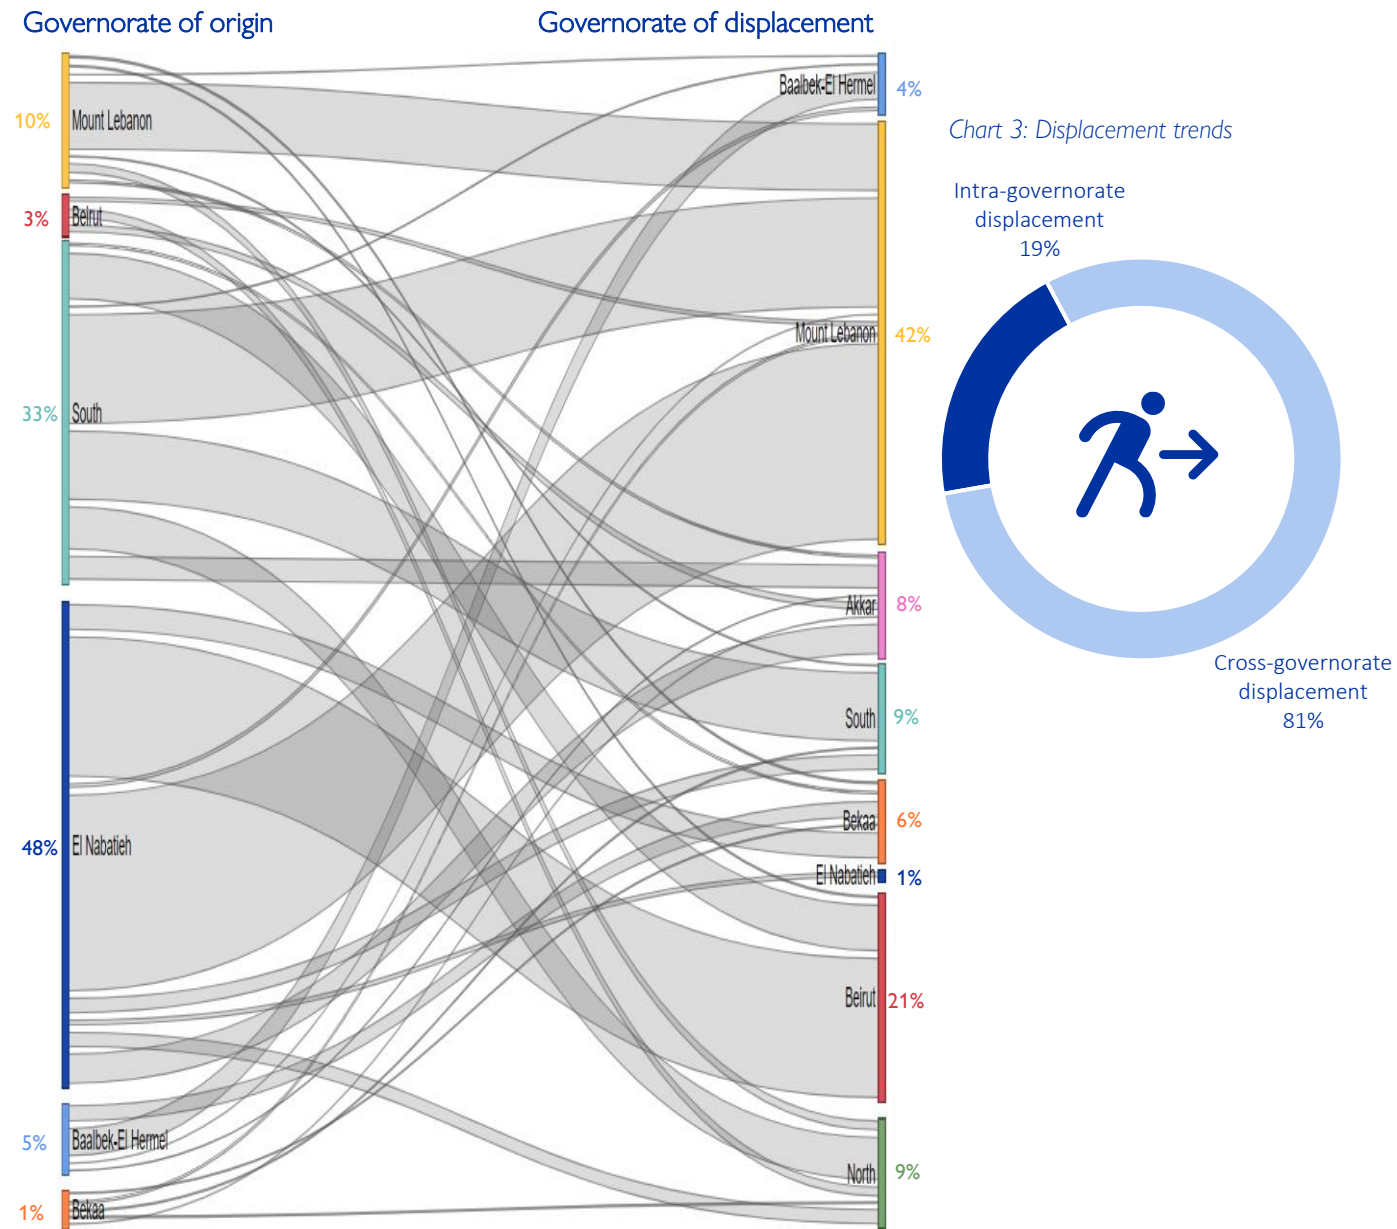 Governorate of origin
Governorate of displacement
10%
Mount Lebanon
3%
Beirut
33%
South
48%
El Nabatieh
5%
Baalbek-El Hermel
1%
Bekaa
Baalbek-El Hermel
4%
Mount Lebanon
42%
Akkar
8%
South
9%
Bekaa
6%
El Nabatieh
1%
Beirut
21%
North
9%
Chart 3: Displacement trends
Intra-governorate
displacement
19%
Cross-governorate
displacement
81%